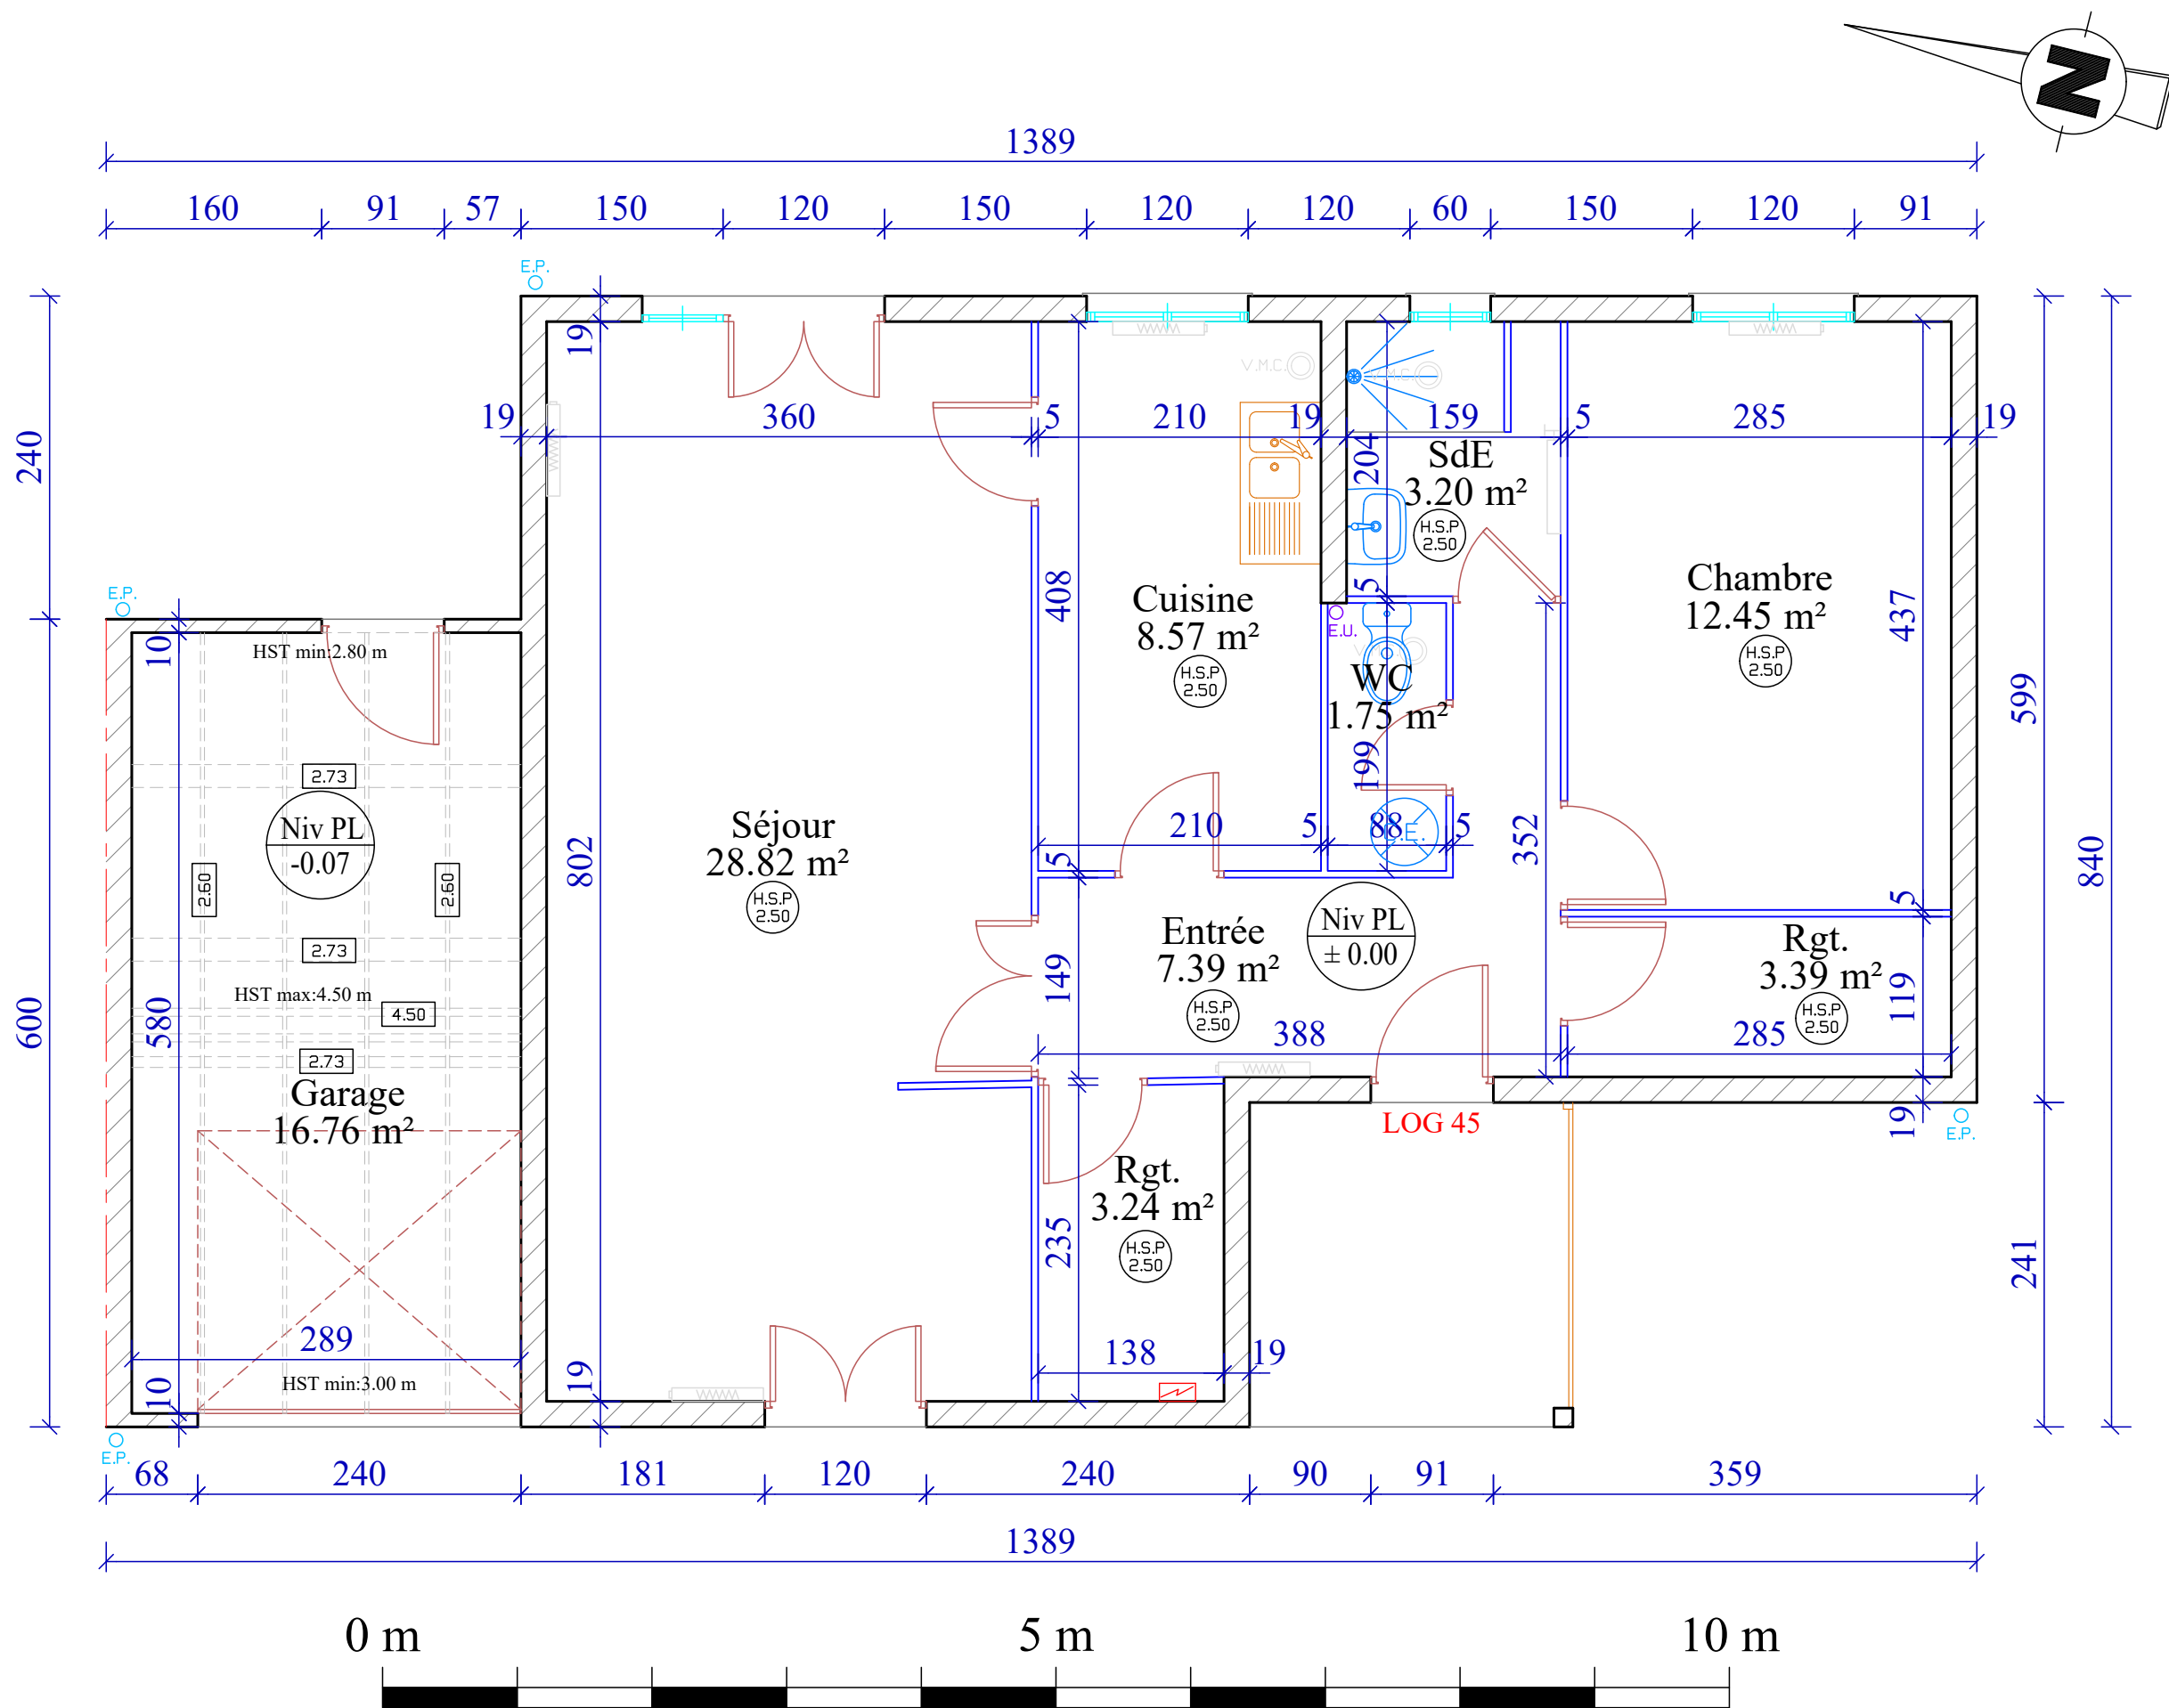 N
1389
160 91 57 150 120 150 120 120 60 150 120 91
E.P.
19
V.M.C.
V.M.C.
19 360 5 210 19 159 5 285 19
240
204
SdE
3.20 m²
H.S.P
2.50
E.P.
408
5
Cuisine
8.57 m²
H.S.P
2.50
E.U.
Chambre
12.45 m²
H.S.P
2.50
437
10
HST min:2.80 m
WC
1.75 m²
199
599
2.73
Niv PL
-0.07
2.60
2.60
Séjour
28.82 m²
H.S.P
2.50
802
210 5 88 5
C.E.
352
840
5
5
2.73
Entrée
7.39 m²
H.S.P
2.50
Niv PL
± 0.00
Rgt.
3.39 m²
H.S.P
2.50
149
119
HST max:4.50 m
4.50
600
580
2.73
388
285
Garage
16.76 m²
LOG 45
19
E.P.
Rgt.
3.24 m²
H.S.P
2.50
235
241
289
138 19
HST min:3.00 m
10
19
E.P.
68 240 181 120 240 90 91 359
1389
0 m 5 m 10 m